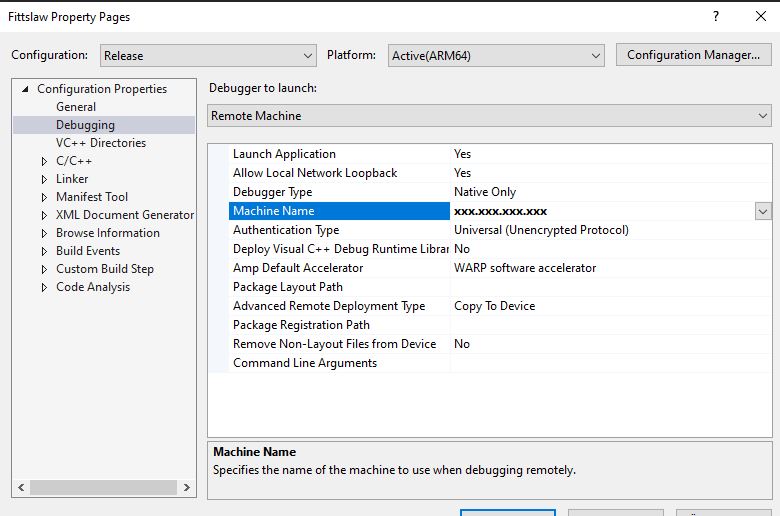 Fittslaw Property Pages
Configuration: Release Platform: Active(ARM64) Configuration Manager...
Configuration Properties
General
Debugging
VC++ Directories
C/C++
Linker
Manifest Tool
XML Document Generator
Browse Information
Build Events
Custom Build Step
Code Analysis
Debugger to launch:
Remote Machine
Launch Application Yes
Allow Local Network Loopback Yes
Debugger Type Native Only
Machine Name xxx.xxx.xxx.xxx
Authentication Type Universal (Unencrypted Protocol)
Deploy Visual C++ Debug Runtime Librar No
Amp Default Accelerator WARP software accelerator
Package Layout Path
Advanced Remote Deployment Type Copy To Device
Package Registration Path
Remove Non-Layout Files from Device No
Command Line Arguments
Machine Name
Specifies the name of the machine to use when debugging remotely.